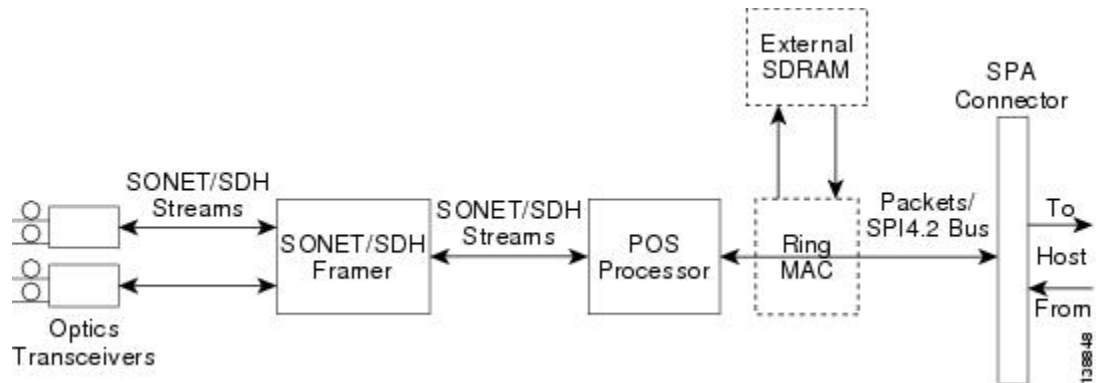 External
SDRAM
SPA
Connector
SONET/SDH
Streams
SONET/SDH
Streams
Packets/
SPI4.2 Bus
To
SONET/SDH
Framer
POS
Processor
Ring
MAC
Host
From
Optics
Transceivers
138848